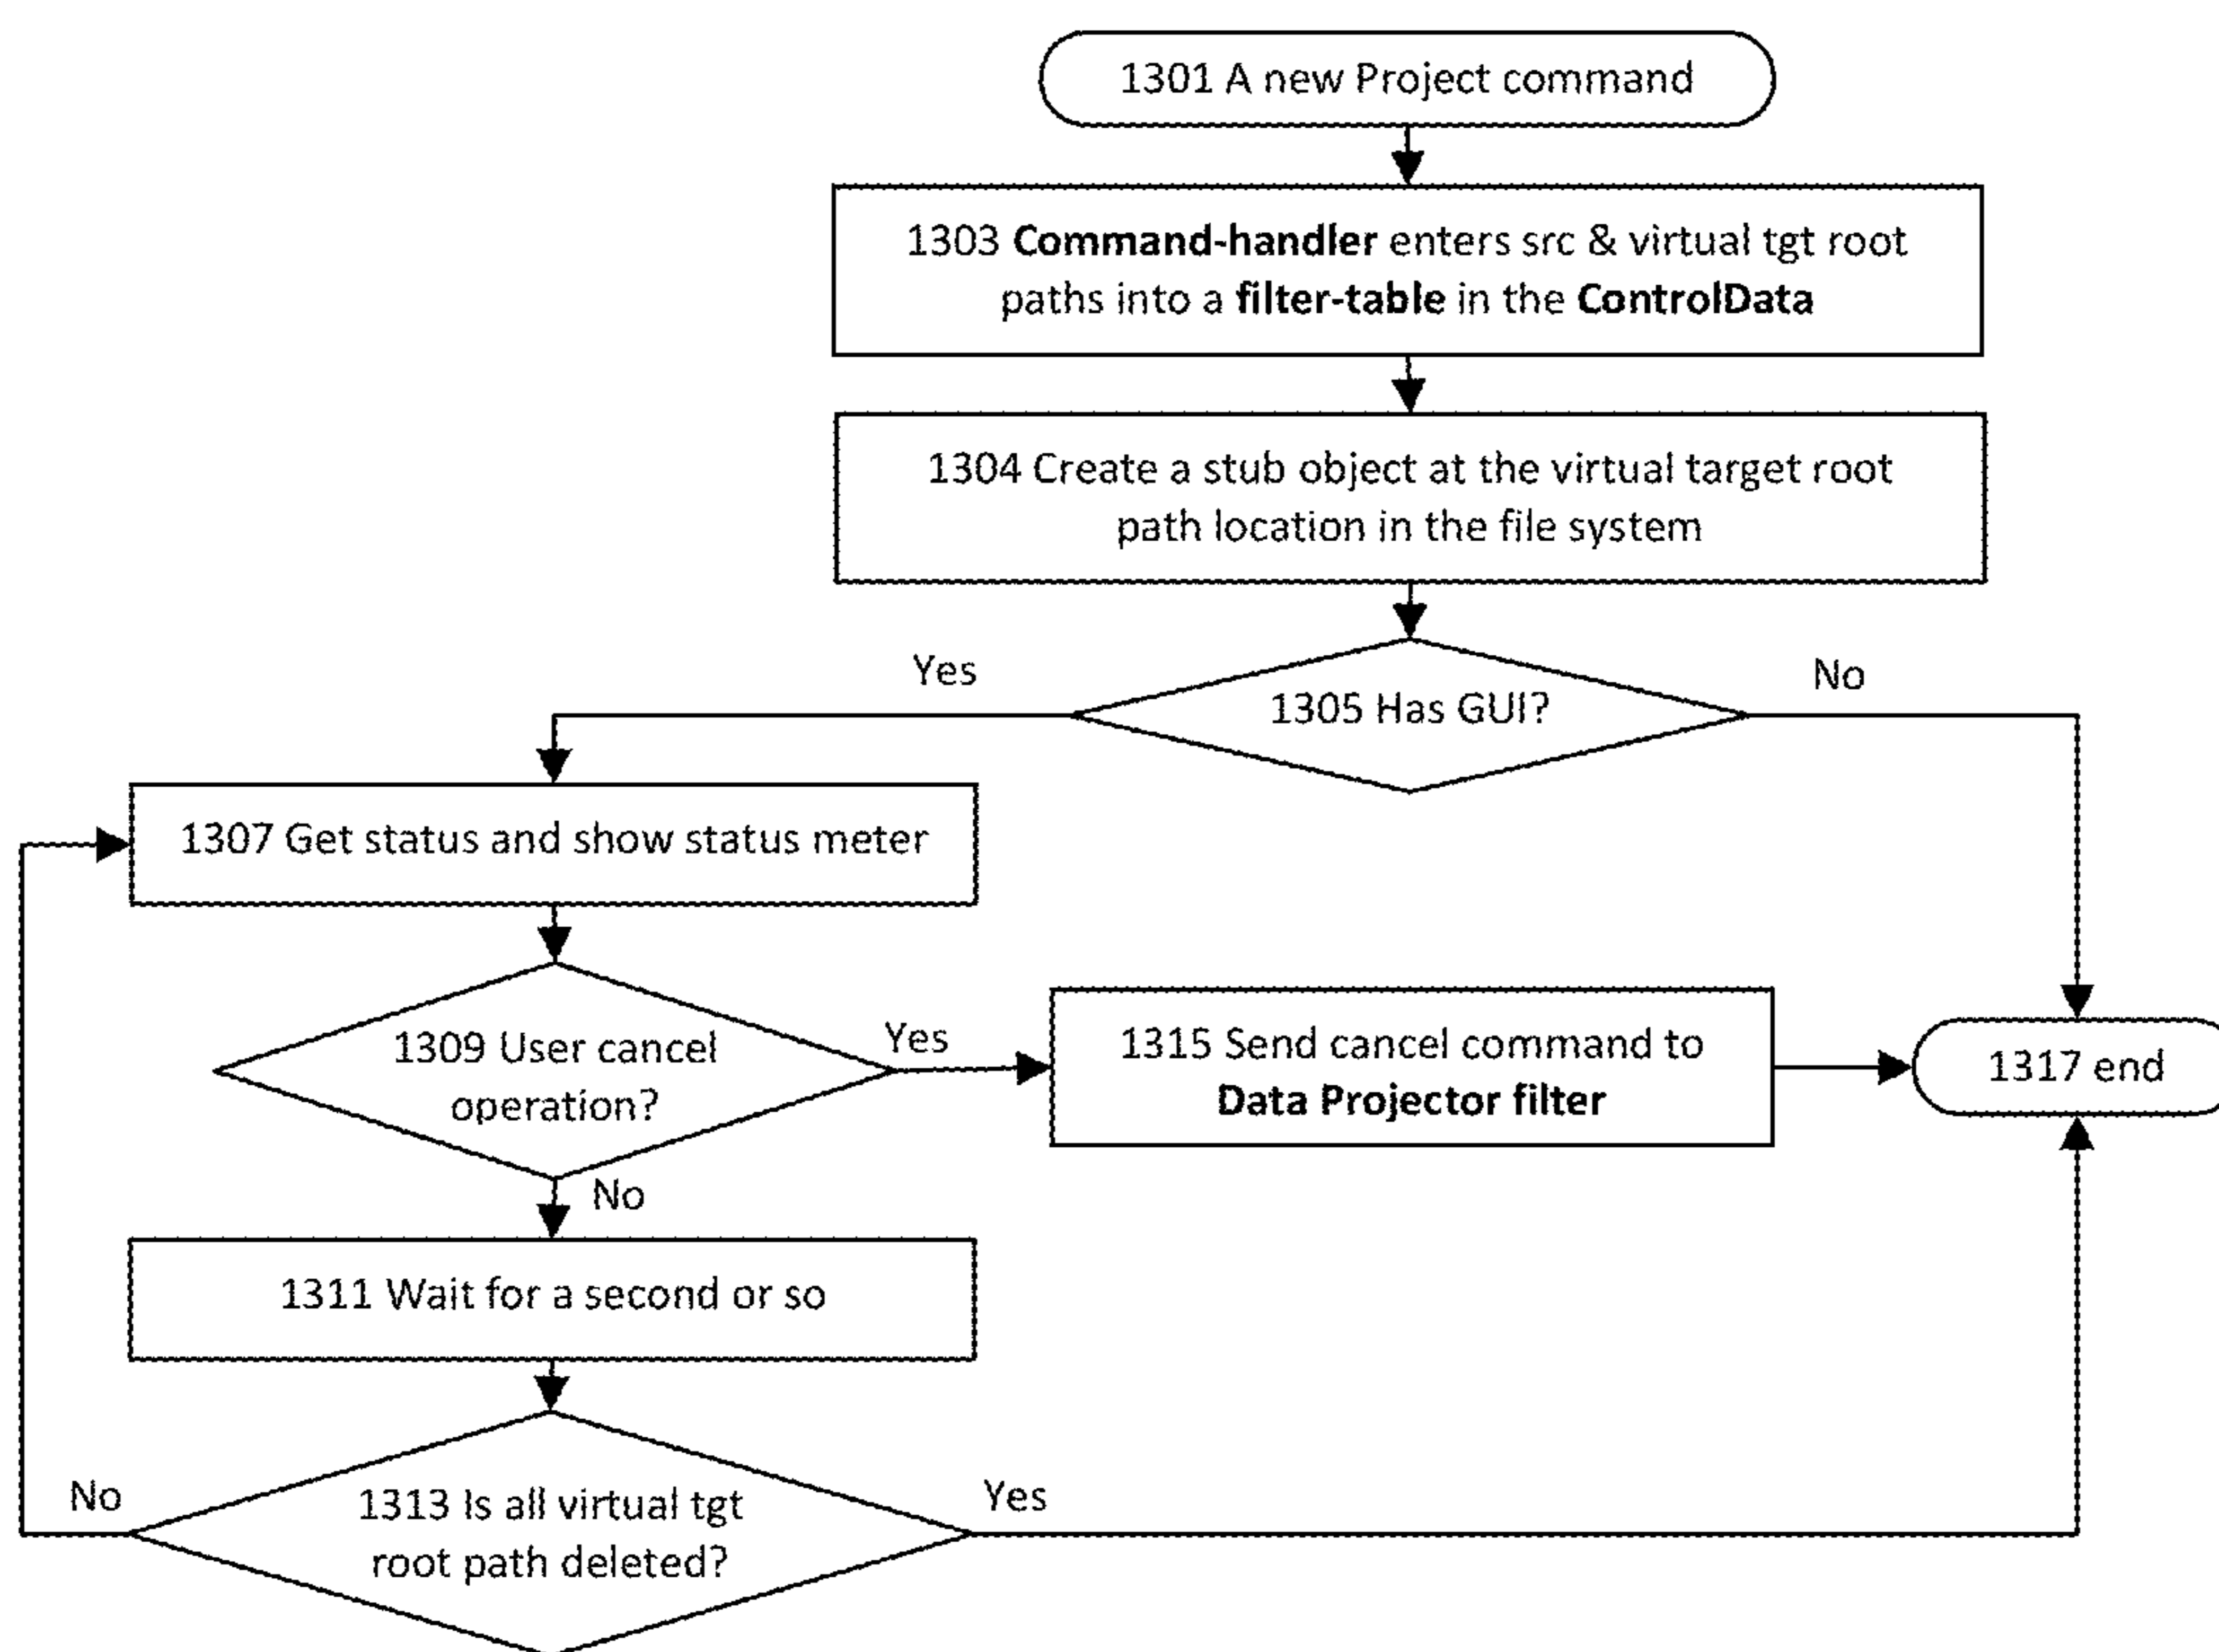 1301 A new Project command
1303 Command-handler enters src & virtual tgt root
paths into a filter-table in the ControlData
1304 Create a stub object at the virtual target root
path location in the file system
Yes
No
1305 Has GUI?
1307 Get status and show status meter
1309 User cancel
operation?
Yes
1315 Send cancel command to
Data Projector filter
1317 end
No
1311 Wait for a second or so
No
1313 Is all virtual tgt
root path deleted?
Yes